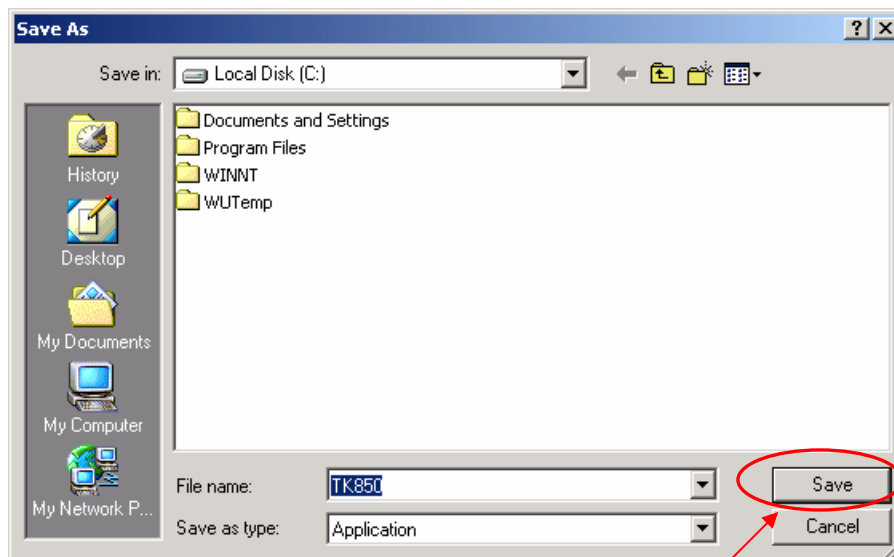 Save As
Save in:
Local Disk (C:)
History
Desktop
My Documents
My Computer
My Network P...
Documents and Settings
Program Files
WINNT
WUTemp
File name:
TK850
Save
Save as type:
Application
Cancel